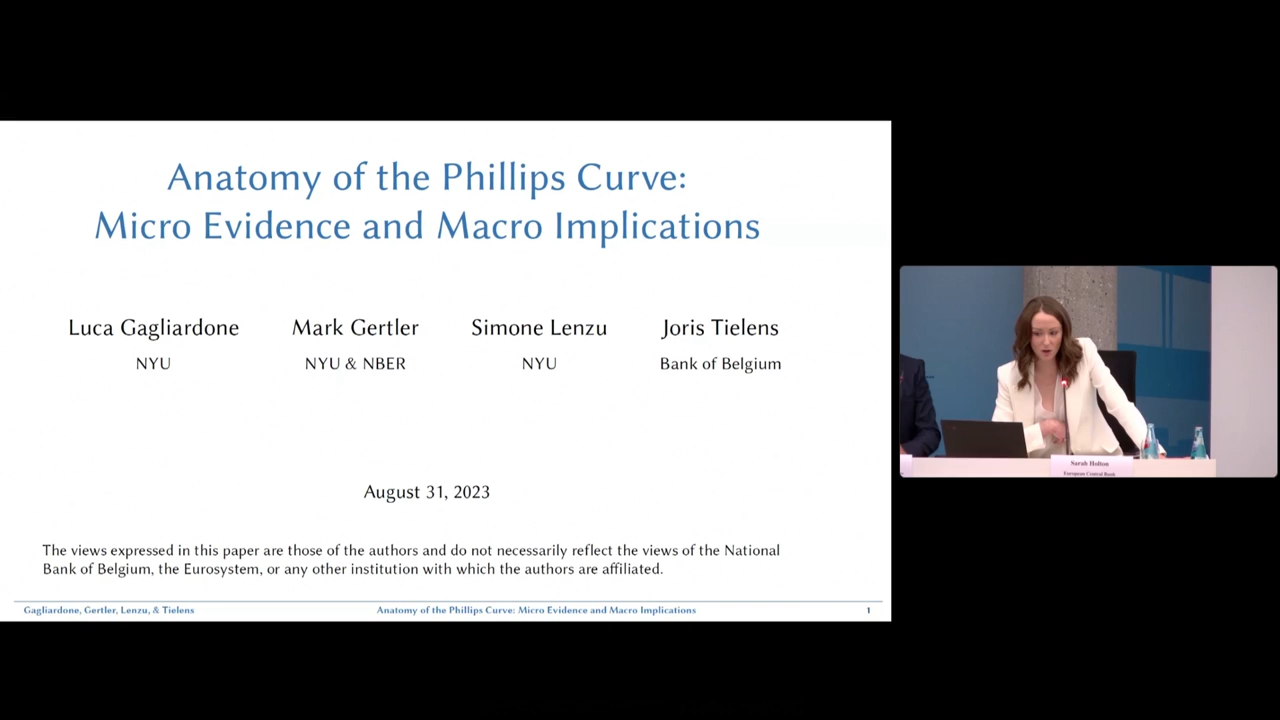 Anatomy of the Phillips Curve:
Micro Evidence and Macro Implications
Luca Gagliardone
Mark Gertler
Simone Lenzu
Joris Tielens
NYU
NYU & NBER
NYU
Bank of Belgium
August 31, 2023
The views expressed in this paper are those of the authors and do not necessarily reflect the views of the National
Bank of Belgium, the Eurosystem, or any other institution with which the authors are affiliated.
Gagliardone, Gertler, Lenzu, & Tielens
Anatomy of the Phillips Curve: Micro Evidence and Macro Implications
1
Sarah Holton
European Central Bank